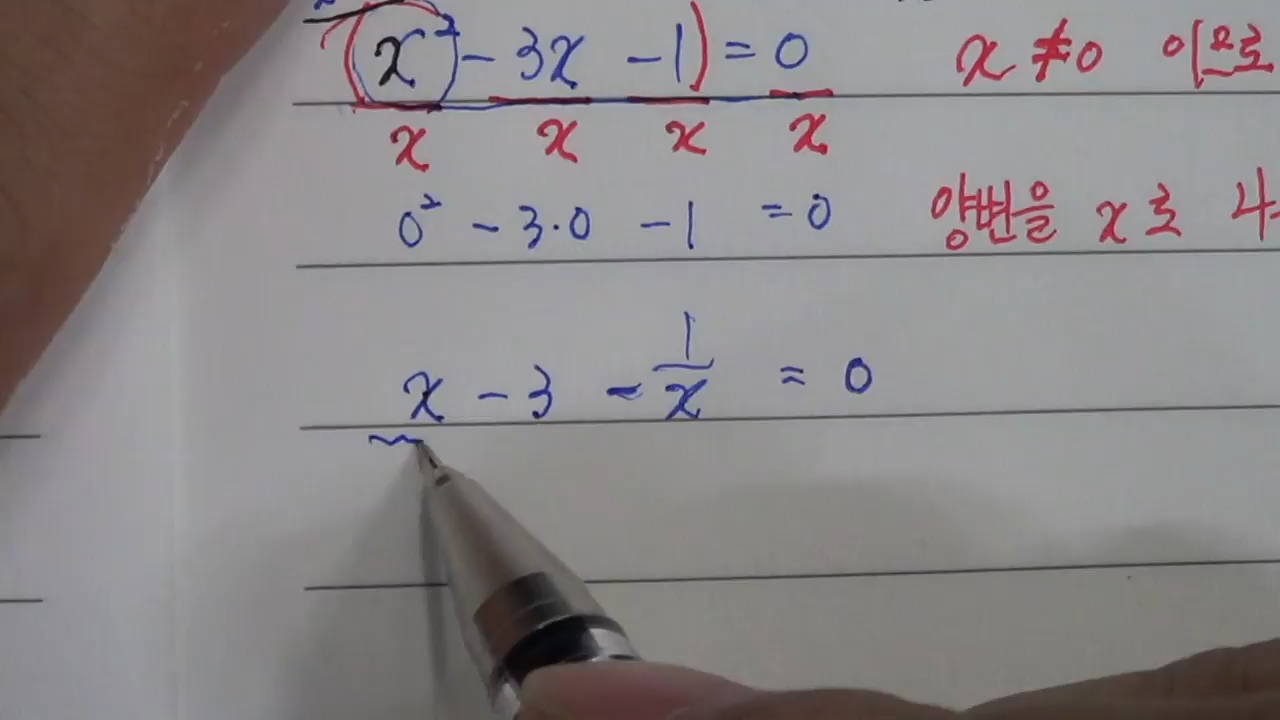 (x² - 3x - 1) = 0 x ≠ 0 이므로
x x x x
0² - 3·0 - 1 = 0 양변을 x로 나
x - 3 - 1/x = 0